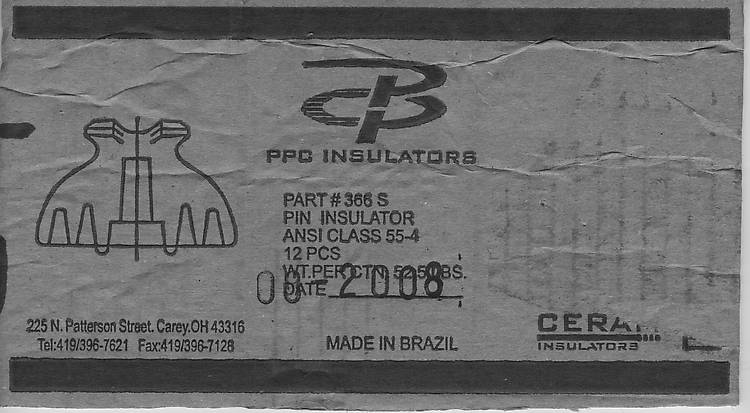 PPC INSULATORS
PART # 366 S
PIN INSULATOR
ANSI CLASS 55-4
12 PCS
WT.PER CTN. 52.5 LBS.
DATE 2008
225 N. Patterson Street. Carey.OH 43316
Tel:419/396-7621 Fax:419/396-7128
MADE IN BRAZIL
INSULATORS